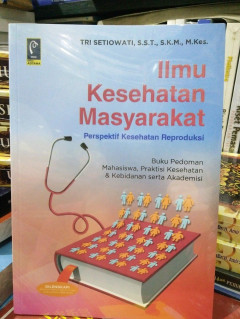 TRI SETIOWATI, S.S.T., S.K.M., M.Kes.
Ilmu
Kesehatan
Masyarakat
Perspektif Kesehatan Reproduksi
Buku Pedoman
Mahasiswa, Praktisi Kesehatan
& Kebidanan serta Akademisi